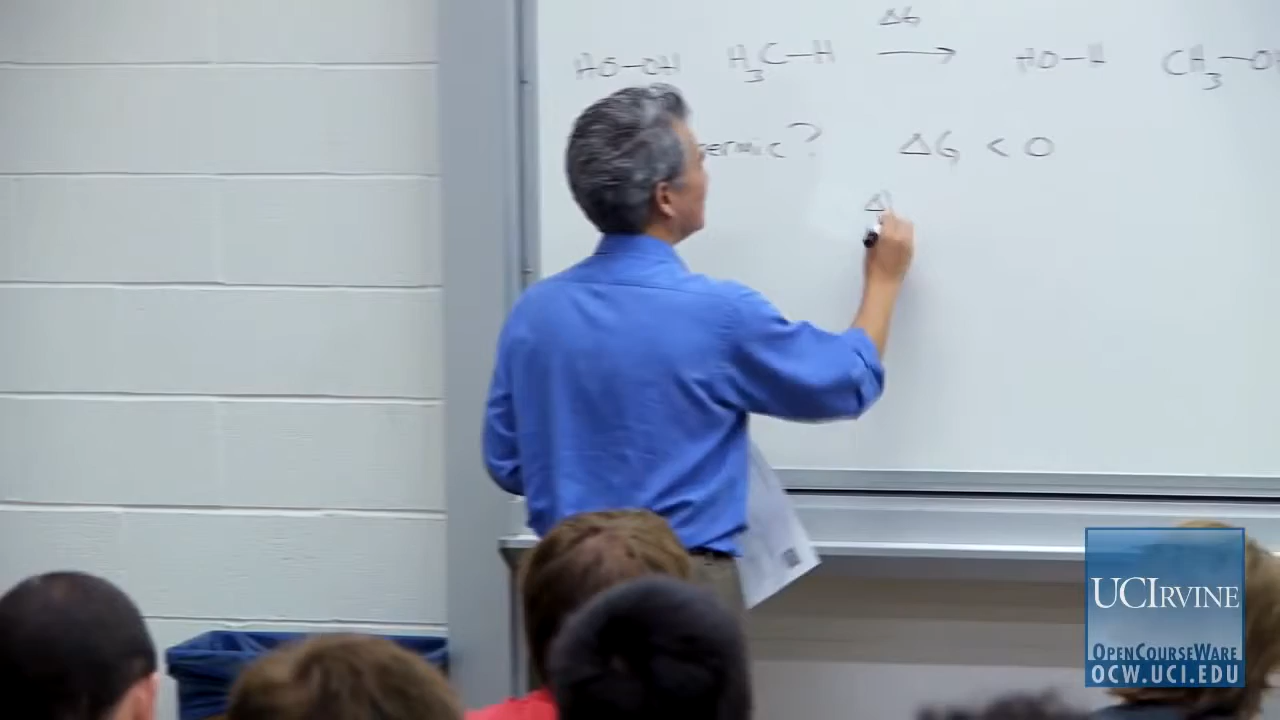 ΔG
HO—OH H₃C—H → HO—H CH₃—O
ermic? ΔG < 0
Δ
UCIRVINE
OPENCOURSEWARE
OCW.UCI.EDU